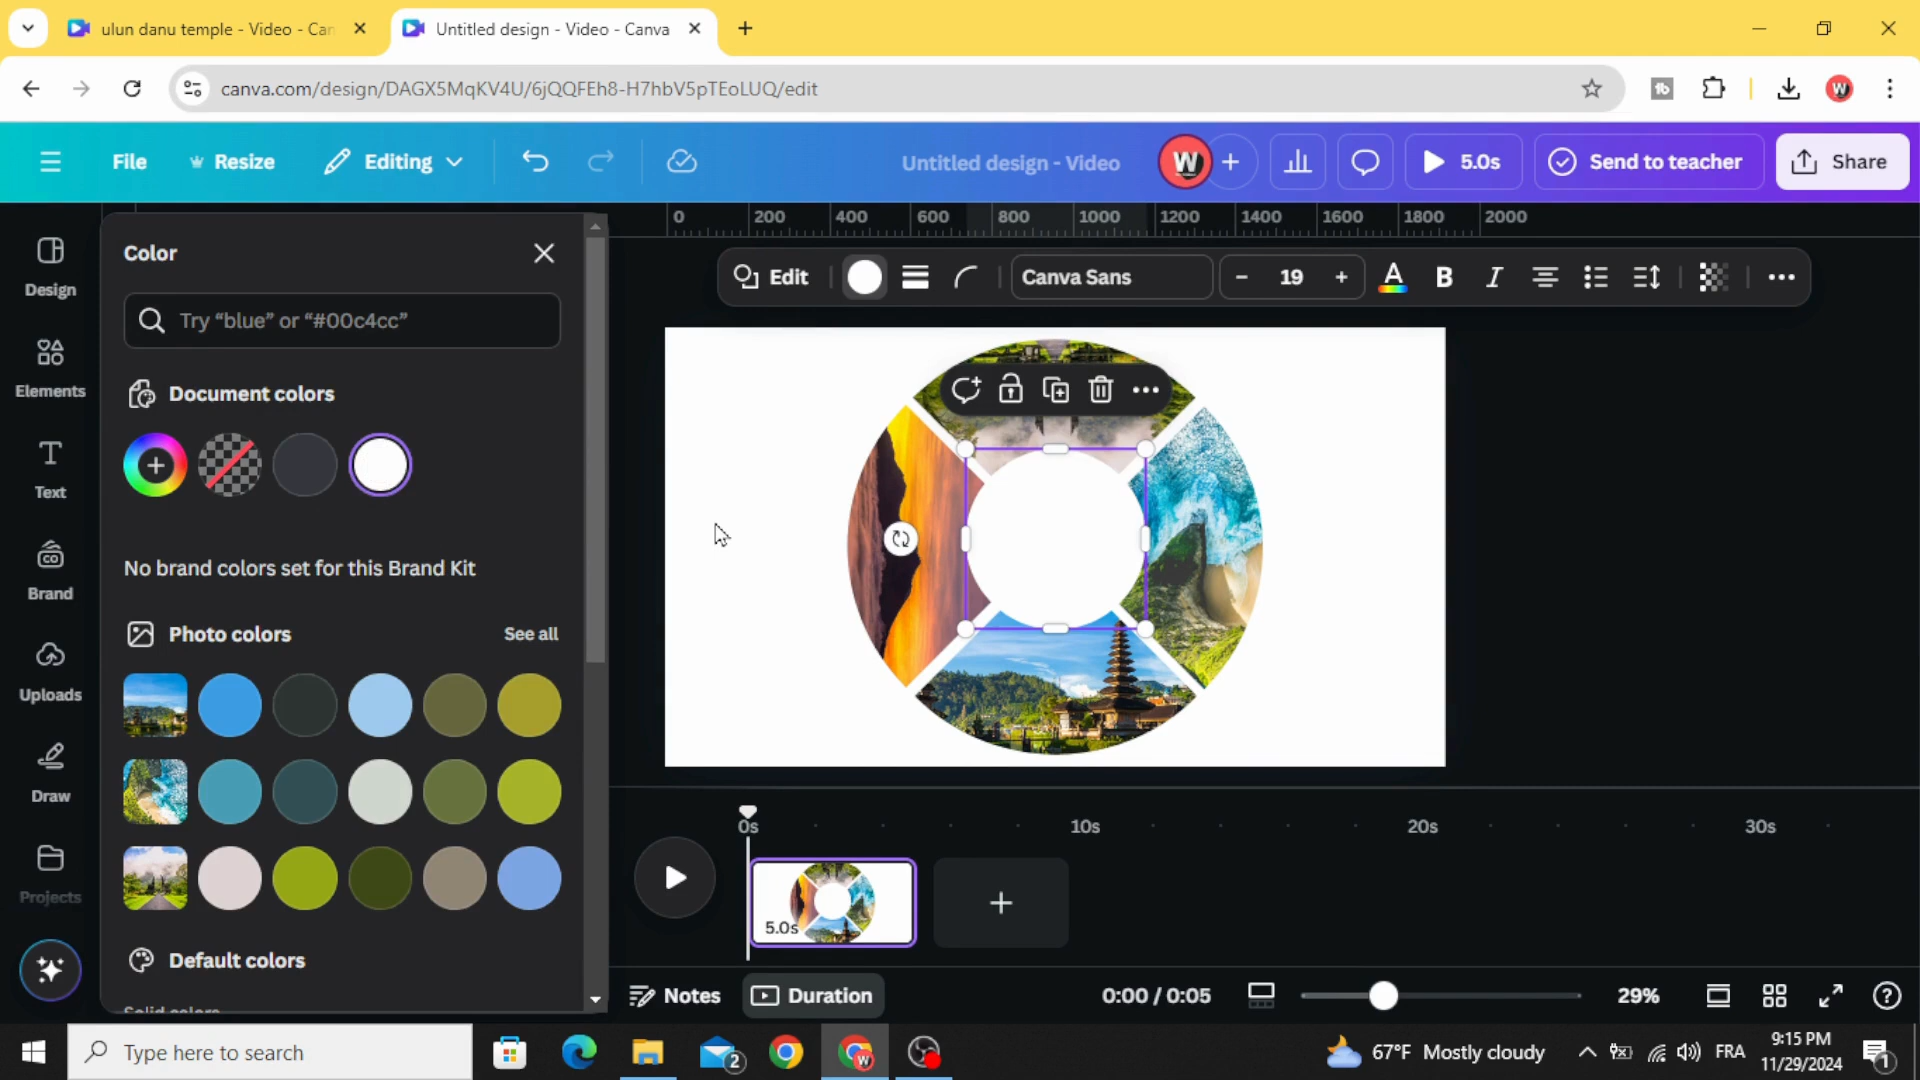 ulun danu temple - Video - Can
Untitled design - Video - Canva
canva.com/design/DAGX5MqKV4U/6jQQFEh8-H7hbV5pTEoLUQ/edit
File
Resize
Editing
Untitled design - Video
W
5.0s
Send to teacher
Share
0 200 400 600 800 1000 1200 1400 1600 1800 2000
Design
Elements
Text
Brand
Uploads
Draw
Projects
Color
Try “blue” or “#00c4cc”
Document colors
No brand colors set for this Brand Kit
Photo colors
See all
Default colors
Solid colors
Edit
Canva Sans
– 19 +
A B I
0s 10s 20s 30s
5.0s
Notes
Duration
0:00 / 0:05
29%
Type here to search
2
67°F Mostly cloudy
FRA
9:15 PM
11/29/2024
1